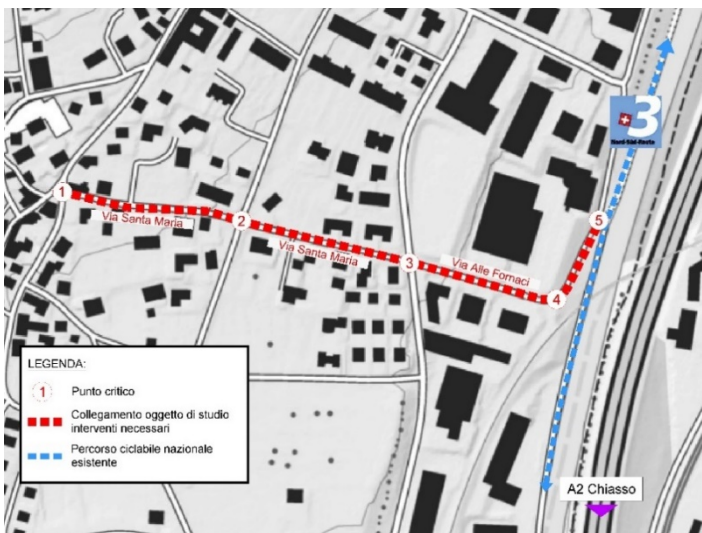 3
Nord-Süd-Route
1
Via Santa Maria
2
Via Santa Maria
3
Via Alle Fornaci
4
5
LEGENDA:
1 Punto critico
Collegamento oggetto di studio
interventi necessari
Percorso ciclabile nazionale
esistente
A2 Chiasso